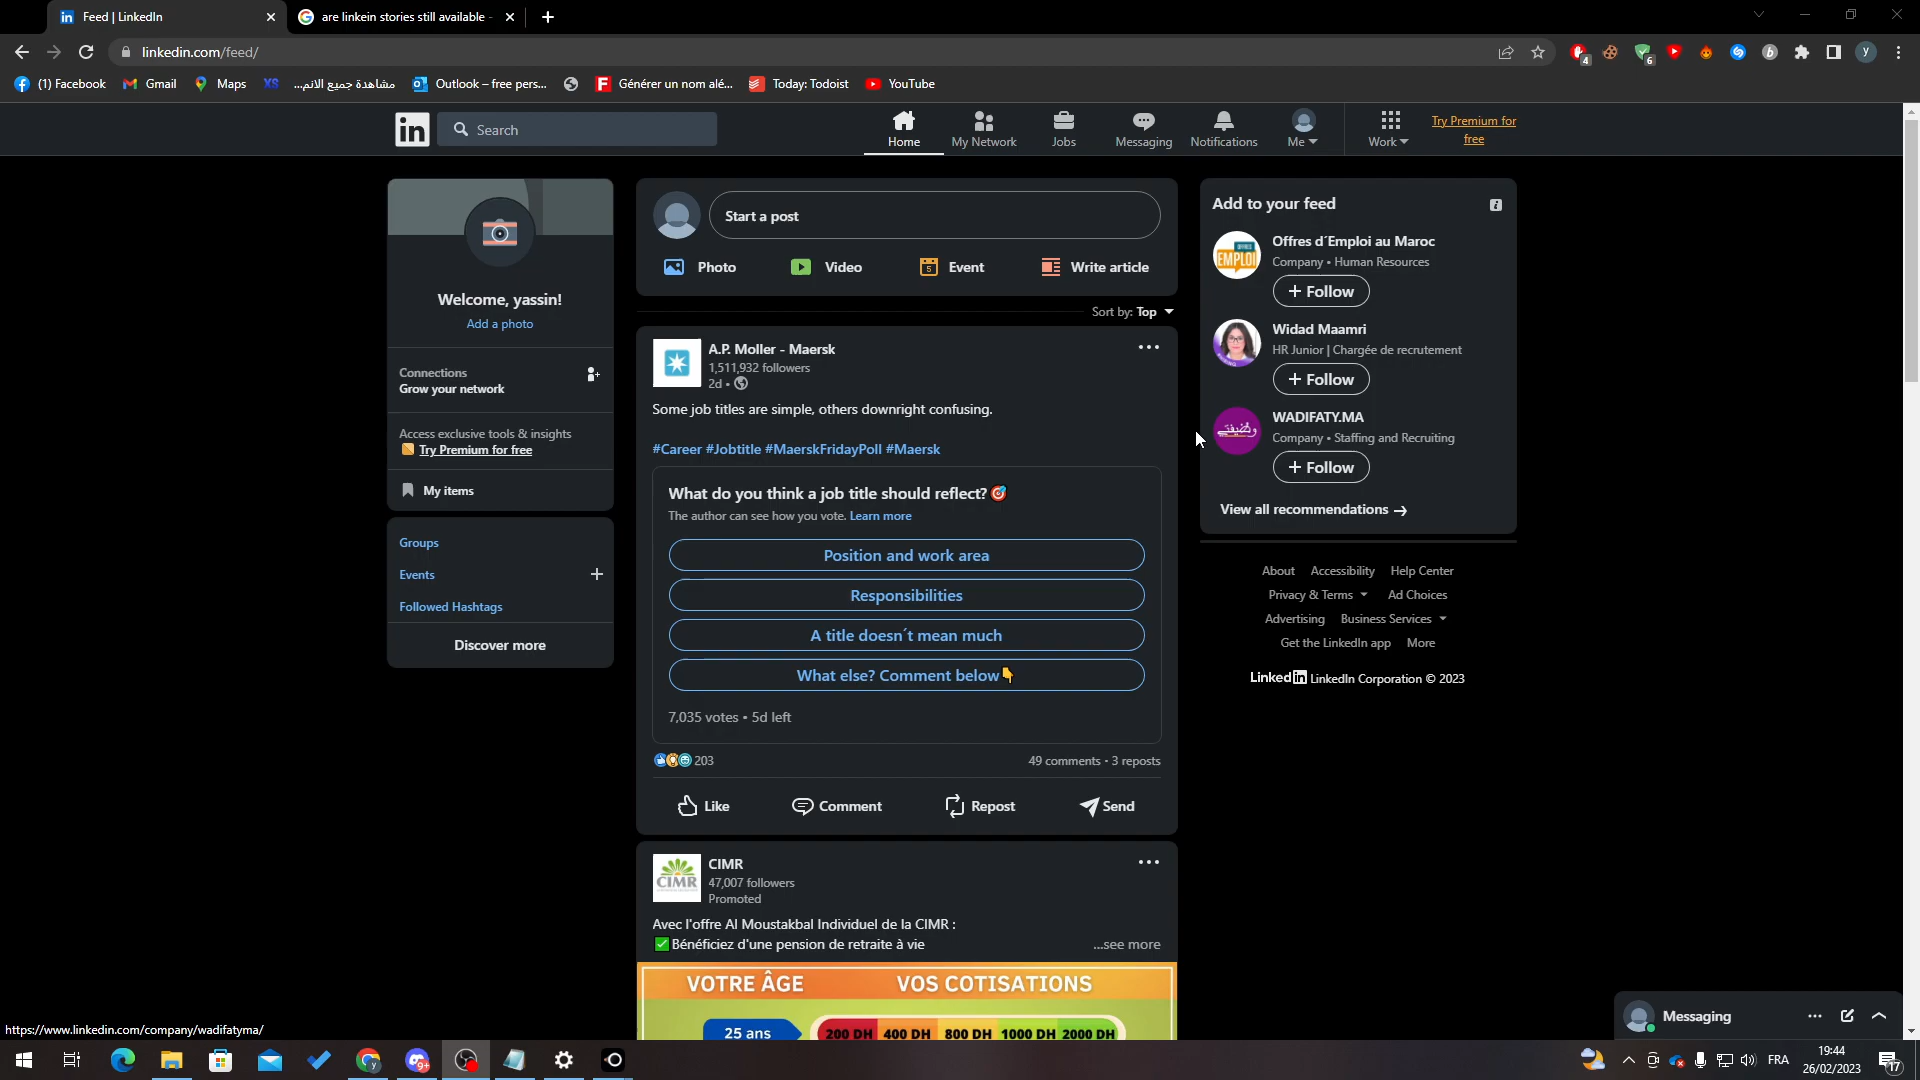 Feed | LinkedIn
are linkein stories still available -
linkedin.com/feed/
4
6
y
(1) Facebook
Gmail
Maps
XS
مشاهدة جميع الانم...
Outlook – free pers...
Générer un nom alé...
Today: Todoist
YouTube
in
Search
Home
My Network
Jobs
Messaging
Notifications
Me
Work
Try Premium for
free
Welcome, yassin!
Add a photo
Connections
Grow your network
Access exclusive tools & insights
Try Premium for free
My items
Groups
Events
Followed Hashtags
Discover more
Start a post
Photo
Video
Event
Write article
Sort by: Top
A.P. Moller - Maersk
1,511,932 followers
2d •
Some job titles are simple, others downright confusing.
#Career #Jobtitle #MaerskFridayPoll #Maersk
What do you think a job title should reflect?🎯
The author can see how you vote. Learn more
Position and work area
Responsibilities
A title doesn´t mean much
What else? Comment below👇
7,035 votes • 5d left
203
49 comments • 3 reposts
Like
Comment
Repost
Send
CIMR
CIMR
47,007 followers
Promoted
Avec l'offre Al Moustakbal Individuel de la CIMR :
✅Bénéficiez d'une pension de retraite à vie
...see more
VOTRE ÂGE
VOS COTISATIONS
25 ans
200 DH
400 DH
800 DH
1000 DH
2000 DH
Add to your feed
OFFRES
EMPLOI
Offres d´Emploi au Maroc
Company • Human Resources
+ Follow
Widad Maamri
HR Junior | Chargée de recrutement
+ Follow
وظيفتي
WADIFATY.MA
Company • Staffing and Recruiting
+ Follow
View all recommendations →
About
Accessibility
Help Center
Privacy & Terms
Ad Choices
Advertising
Business Services
Get the LinkedIn app
More
Linked in LinkedIn Corporation © 2023
Messaging
https://www.linkedin.com/company/wadifatyma/
FRA
19:44
26/02/2023
17